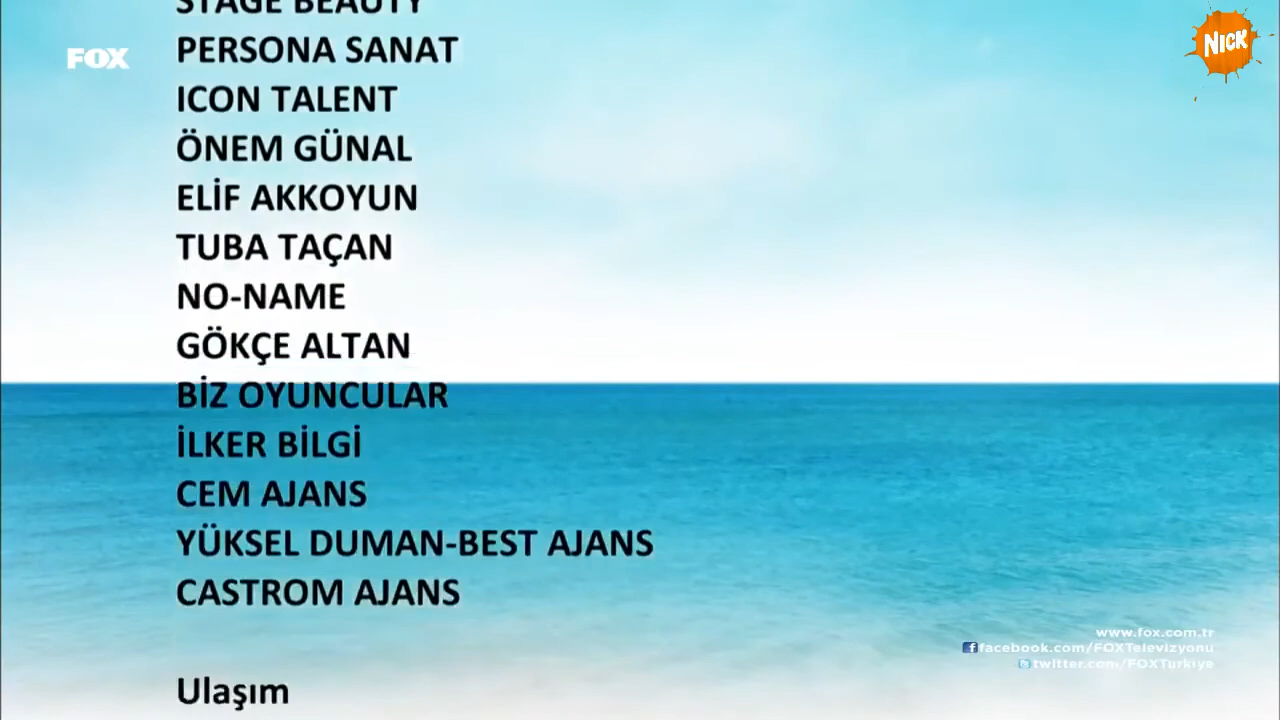 STAGE BEAUTY
PERSONA SANAT
ICON TALENT
ÖNEM GÜNAL
ELİF AKKOYUN
TUBA TAÇAN
NO-NAME
GÖKÇE ALTAN
BİZ OYUNCULAR
İLKER BİLGİ
CEM AJANS
YÜKSEL DUMAN-BEST AJANS
CASTROM AJANS
Ulaşım
FOX
NICK
www.fox.com.tr
facebook.com/FOXTelevizyonu
twitter.com/FOXTurkiye